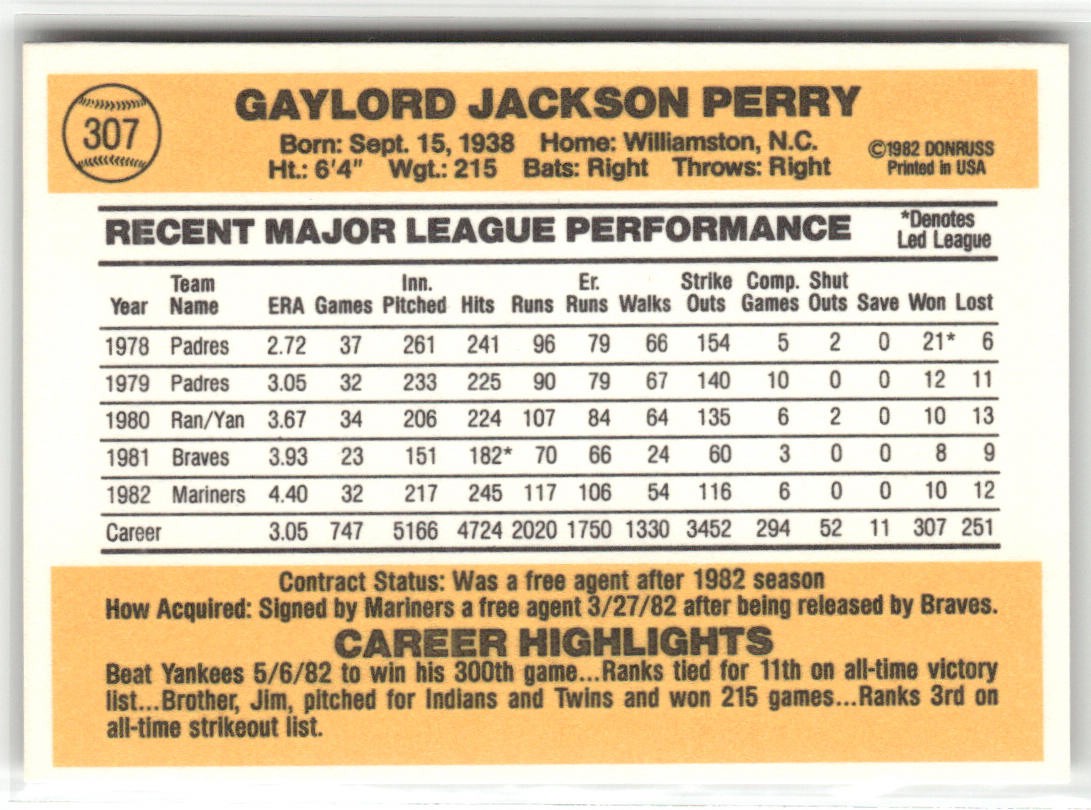 307
GAYLORD JACKSON PERRY
Born: Sept. 15, 1938 Home: Williamston, N.C.
Ht.: 6'4" Wgt.: 215 Bats: Right Throws: Right
©1982 DONRUSS
Printed in USA
RECENT MAJOR LEAGUE PERFORMANCE
*Denotes
Led League
Year Team Name ERA Games Inn. Pitched Hits Runs Er. Runs Walks Strike Outs Comp. Games Shut Outs Save Won Lost
1978 Padres 2.72 37 261 241 96 79 66 154 5 2 0 21* 6
1979 Padres 3.05 32 233 225 90 79 67 140 10 0 0 12 11
1980 Ran/Yan 3.67 34 206 224 107 84 64 135 6 2 0 10 13
1981 Braves 3.93 23 151 182* 70 66 24 60 3 0 0 8 9
1982 Mariners 4.40 32 217 245 117 106 54 116 6 0 0 10 12
Career 3.05 747 5166 4724 2020 1750 1330 3452 294 52 11 307 251
Contract Status: Was a free agent after 1982 season
How Acquired: Signed by Mariners a free agent 3/27/82 after being released by Braves.
CAREER HIGHLIGHTS
Beat Yankees 5/6/82 to win his 300th game...Ranks tied for 11th on all-time victory
list...Brother, Jim, pitched for Indians and Twins and won 215 games...Ranks 3rd on
all-time strikeout list.